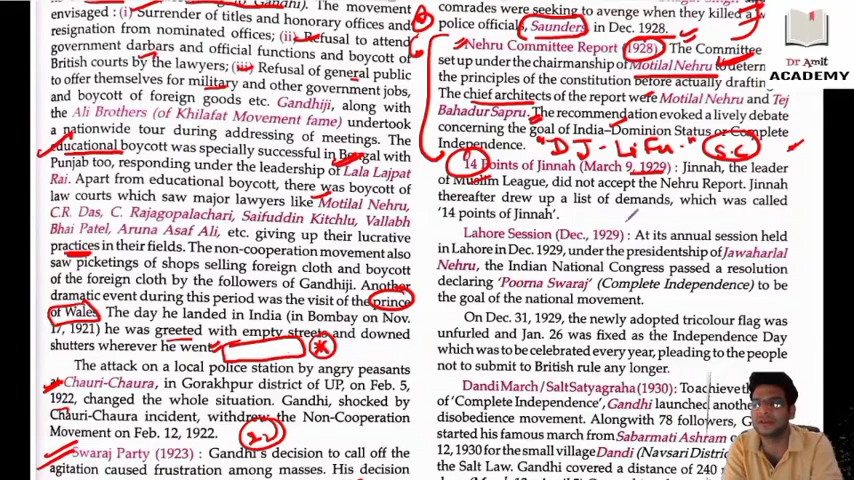 envisaged : (i) Surrender of titles and honorary offices and
resignation from nominated offices; (ii) Refusal to attend
government darbars and official functions and boycott of
British courts by the lawyers; (iii) Refusal of general public
to offer themselves for military and other government jobs,
and boycott of foreign goods etc. Gandhiji, along with
the Ali Brothers (of Khilafat Movement fame) undertook
a nationwide tour during addressing of meetings. The
educational boycott was specially successful in Bengal with
Punjab too, responding under the leadership of Lala Lajpat
Rai. Apart from educational boycott, there was boycott of
law courts which saw major lawyers like Motilal Nehru,
C.R. Das, C. Rajagopalachari, Saifuddin Kitchlu, Vallabh
Bhai Patel, Aruna Asaf Ali, etc. giving up their lucrative
practices in their fields. The non-cooperation movement also
saw picketings of shops selling foreign cloth and boycott
of the foreign cloth by the followers of Gandhiji. Another
dramatic event during this period was the visit of the prince
of Wales. The day he landed in India (in Bombay on Nov.
17, 1921) he was greeted with empty streets and downed
shutters wherever he went.
The attack on a local police station by angry peasants
at Chauri-Chaura, in Gorakhpur district of UP, on Feb. 5,
1922, changed the whole situation. Gandhi, shocked by
Chauri-Chaura incident, withdrew the Non-Cooperation
Movement on Feb. 12, 1922.
22
Swaraj Party (1923) : Gandhi's decision to call off the
agitation caused frustration among masses. His decision
comrades were seeking to avenge when they killed a
police officials, Saunders in Dec. 1928.
Nehru Committee Report (1928) : The Committee
set up under the chairmanship of Motilal Nehru to determ
the principles of the constitution before actually drafting
The chief architects of the report were Motilal Nehru and Tej
Bahadur Sapru. The recommendation evoked a lively debate
concerning the goal of India-Dominion Status or Complete
Independence. "DJ-LiFu-" S.C
14 Points of Jinnah (March 9, 1929) : Jinnah, the leader
of Muslim League, did not accept the Nehru Report. Jinnah
thereafter drew up a list of demands, which was called
'14 points of Jinnah'.
Lahore Session (Dec., 1929) : At its annual session held
in Lahore in Dec. 1929, under the presidentship of Jawaharlal
Nehru, the Indian National Congress passed a resolution
declaring 'Poorna Swaraj' (Complete Independence) to be
the goal of the national movement.
On Dec. 31, 1929, the newly adopted tricolour flag was
unfurled and Jan. 26 was fixed as the Independence Day
which was to be celebrated every year, pleading to the people
not to submit to British rule any longer.
Dandi March / Salt Satyagraha (1930) : To achieve th
of 'Complete Independence', Gandhi launched anothe
disobedience movement. Along with 78 followers, G
started his famous march from Sabarmati Ashram
12, 1930 for the small village Dandi (Navsari Distric
the Salt Law. Gandhi covered a distance of 240
Dr Amit
ACADEMY